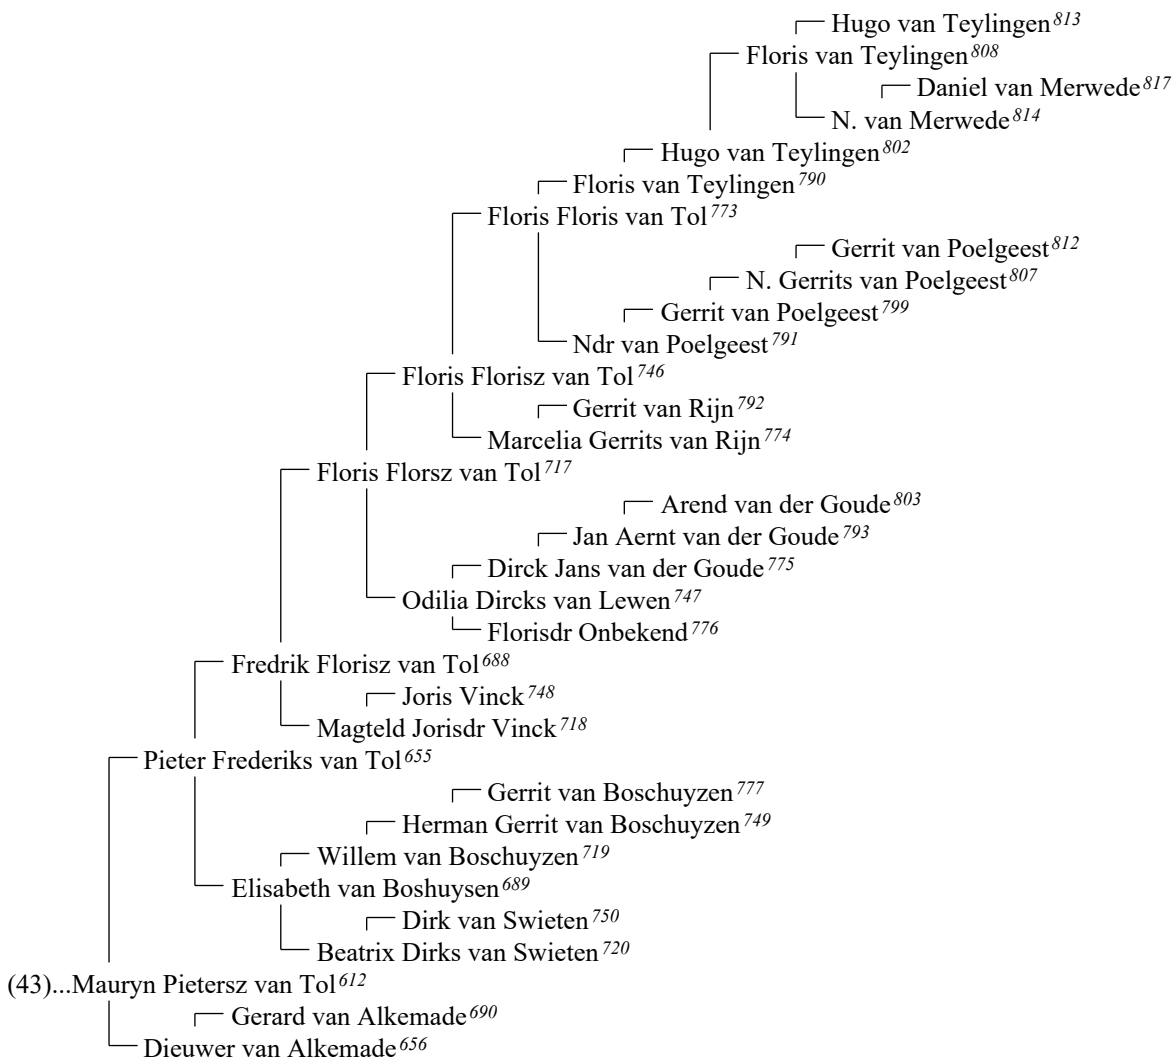 Hugo van Teylingen813
Floris van Teylingen808
Daniel van Merwede817
N. van Merwede814
Hugo van Teylingen802
Floris van Teylingen790
Floris Floris van Tol773
Gerrit van Poelgeest812
N. Gerrits van Poelgeest807
Gerrit van Poelgeest799
Ndr van Poelgeest791
Floris Florisz van Tol746
Gerrit van Rijn792
Marcelia Gerrits van Rijn774
Floris Florsz van Tol717
Arend van der Goude803
Jan Aernt van der Goude793
Dirck Jans van der Goude775
Odilia Dircks van Lewen747
Florisdr Onbekend776
Fredrik Florisz van Tol688
Joris Vinck748
Magteld Jorisdr Vinck718
Pieter Frederiks van Tol655
Gerrit van Boschuyzen777
Herman Gerrit van Boschuyzen749
Willem van Boschuyzen719
Elisabeth van Boshuysen689
Dirk van Swieten750
Beatrix Dirks van Swieten720
(43)...Mauryn Pietersz van Tol612
Gerard van Alkemade690
Dieuwer van Alkemade656